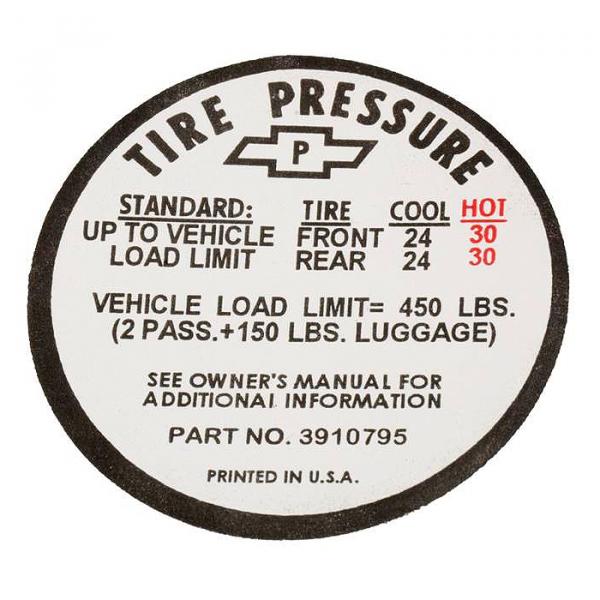 TIRE PRESSURE
P
STANDARD: TIRE COOL HOT
UP TO VEHICLE FRONT 24 30
LOAD LIMIT REAR 24 30
VEHICLE LOAD LIMIT= 450 LBS.
(2 PASS.+150 LBS. LUGGAGE)
SEE OWNER'S MANUAL FOR
ADDITIONAL INFORMATION
PART NO. 3910795
PRINTED IN U.S.A.